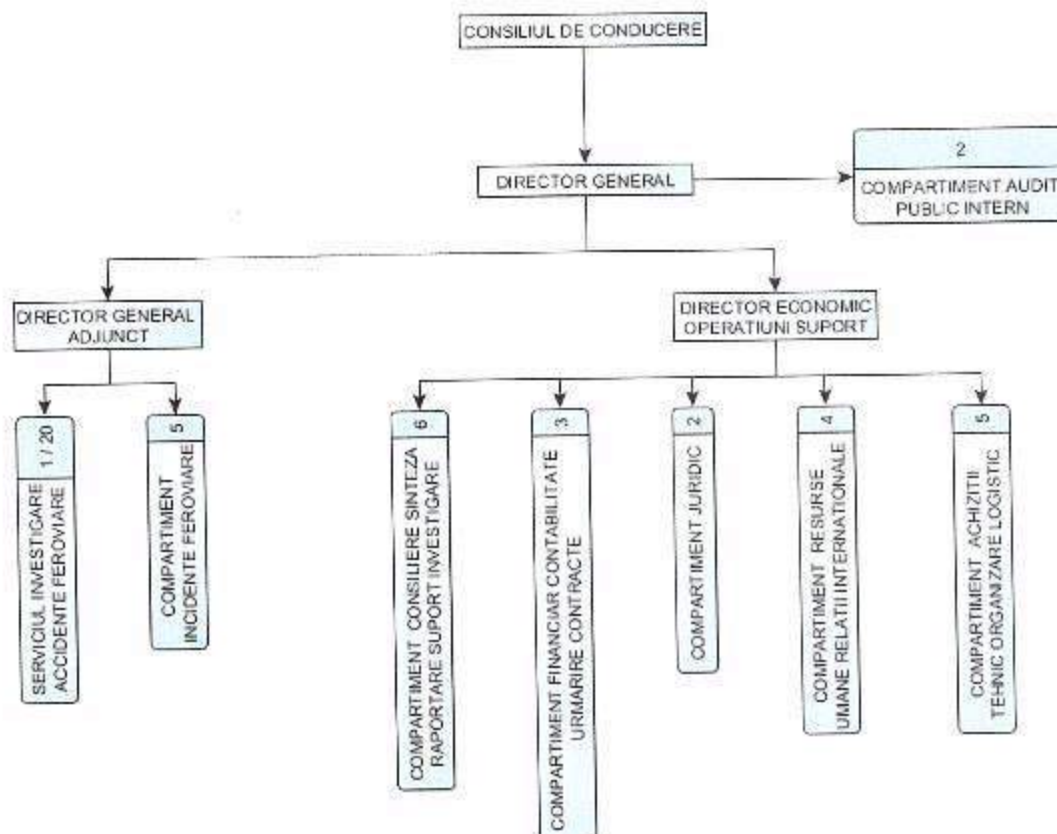 CONSILIUL DE CONDUCERE
DIRECTOR GENERAL
2
COMPARTIMENT AUDIT
PUBLIC INTERN
DIRECTOR GENERAL
ADJUNCT
DIRECTOR ECONOMIC
OPERATIUNI SUPORT
1 / 20
SERVICIUL INVESTIGARE
ACCIDENTE FEROVIARE
5
COMPARTIMENT
INCIDENTE FEROVIARE
6
COMPARTIMENT CONSILIERE SINTEZA
RAPORTARE SUPORT INVESTIGARE
3
COMPARTIMENT FINANCIAR CONTABILITATE
URMARIRE CONTRACTE
2
COMPARTIMENT JURIDIC
4
COMPARTIMENT RESURSE
UMANE RELATII INTERNATIONALE
5
COMPARTIMENT ACHIZITII
TEHNIC ORGANIZARE LOGISTIC